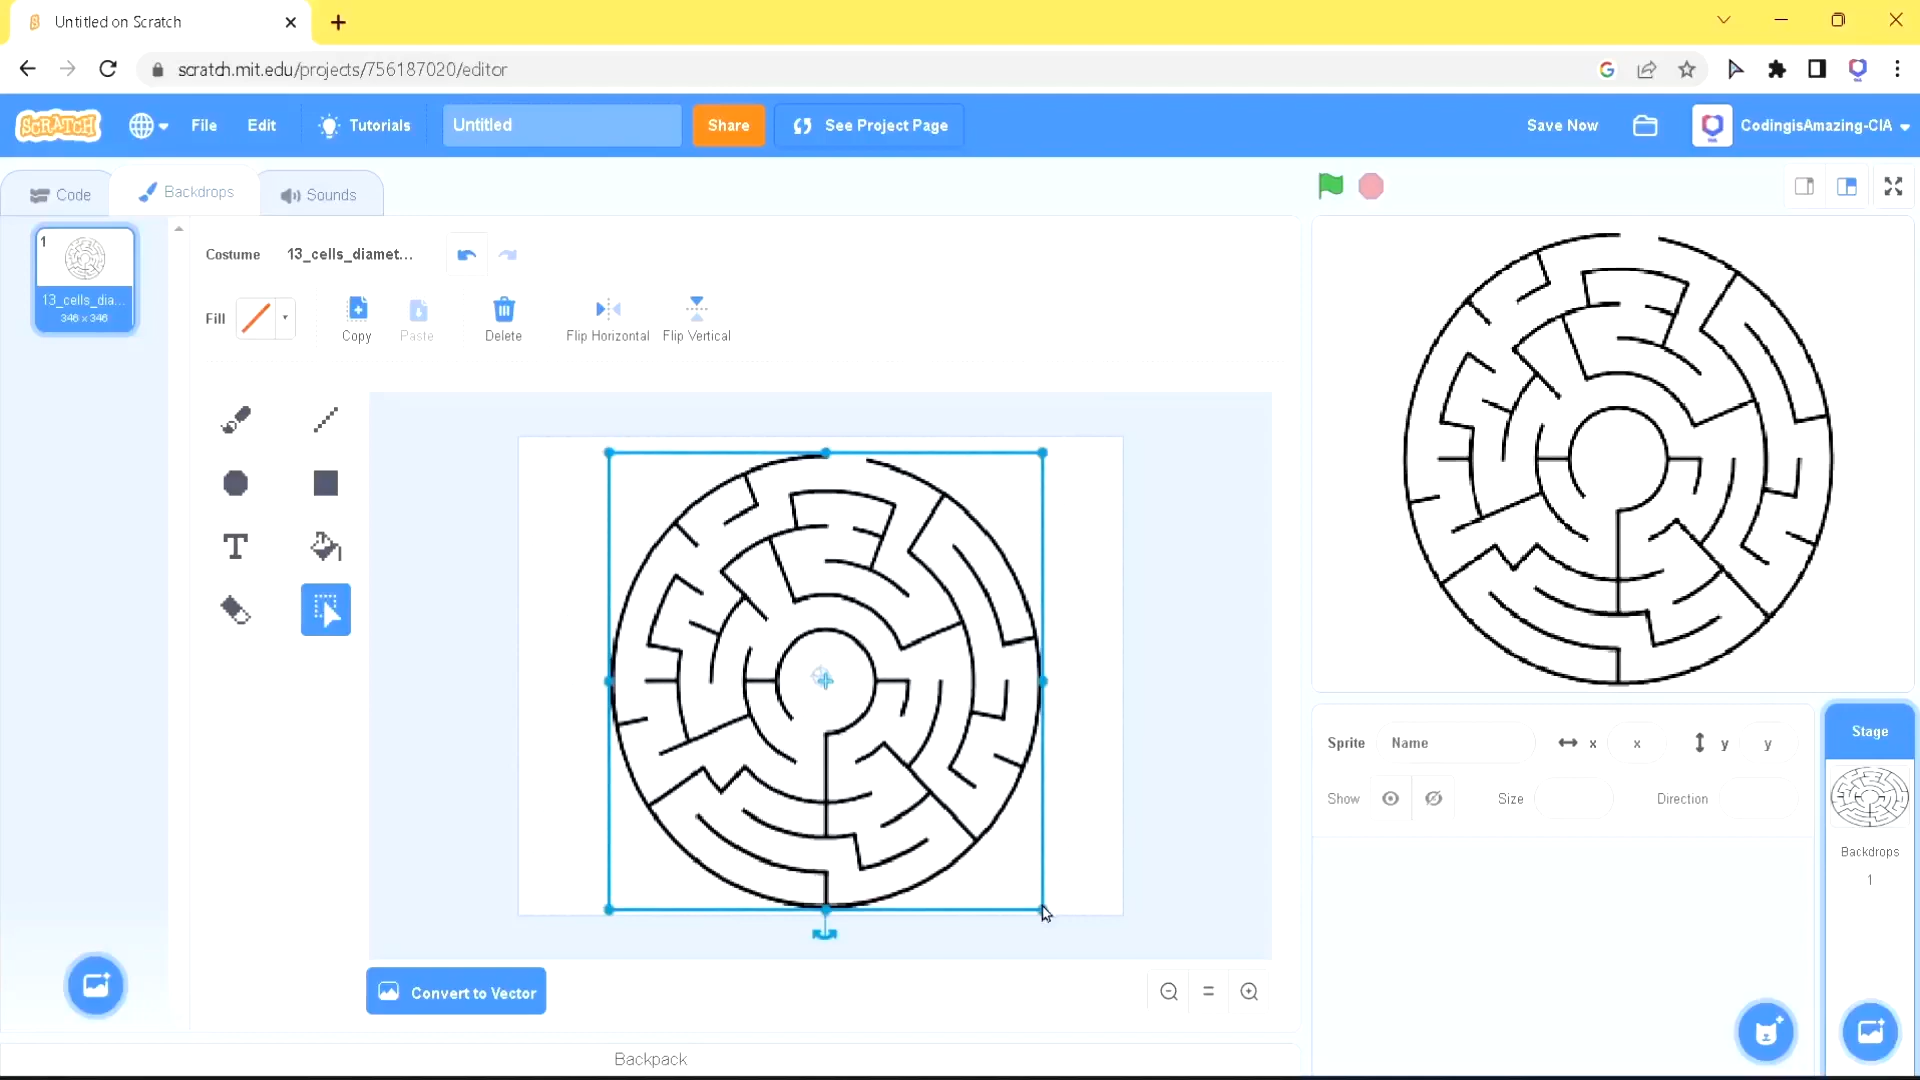 Untitled on Scratch
scratch.mit.edu/projects/756187020/editor
SCRATCH
File
Edit
Tutorials
Untitled
Share
See Project Page
Save Now
CodingisAmazing-CIA
Code
Backdrops
Sounds
1
13_cells_dia...
346 x 346
Costume
13_cells_diamet...
Fill
Copy
Paste
Delete
Flip Horizontal
Flip Vertical
T
Convert to Vector
Backpack
Sprite
Name
x
x
y
y
Show
Size
Direction
Stage
Backdrops
1